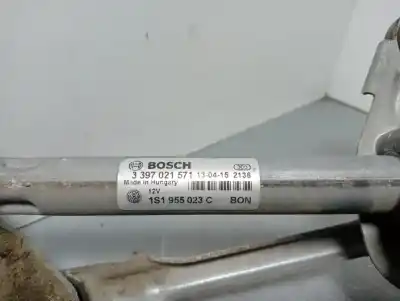 BOSCH
3 397 021 571 13-04-15 2136
Made in Hungary
12V
1S1 955 023 C BON